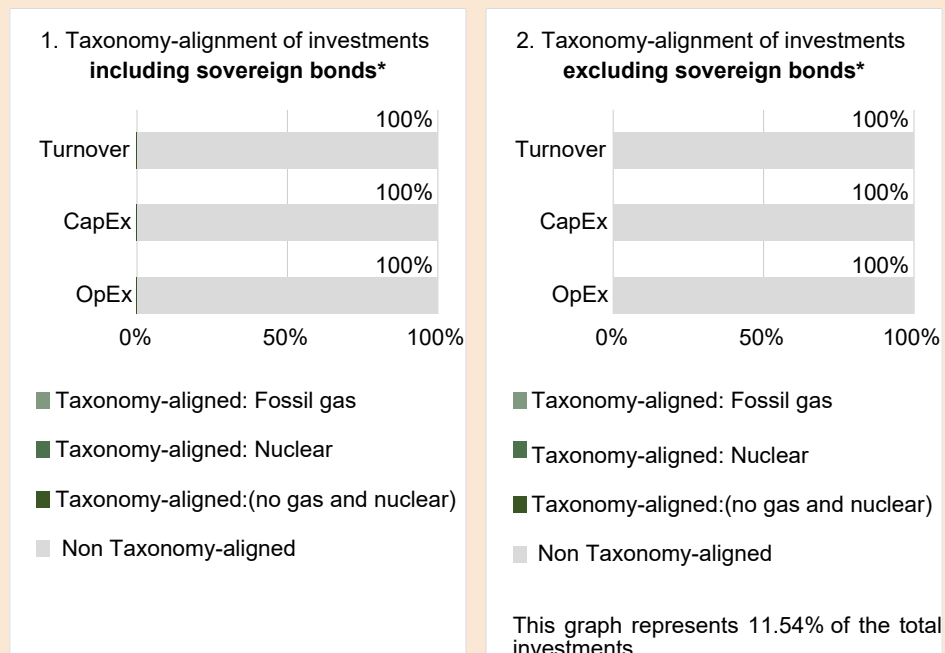 1. Taxonomy-alignment of investments
including sovereign bonds*
100%
Turnover
100%
CapEx
100%
OpEx
0% 50% 100%
Taxonomy-aligned: Fossil gas
Taxonomy-aligned: Nuclear
Taxonomy-aligned:(no gas and nuclear)
Non Taxonomy-aligned
2. Taxonomy-alignment of investments
excluding sovereign bonds*
100%
Turnover
100%
CapEx
100%
OpEx
0% 50% 100%
Taxonomy-aligned: Fossil gas
Taxonomy-aligned: Nuclear
Taxonomy-aligned:(no gas and nuclear)
Non Taxonomy-aligned
This graph represents 11.54% of the total
investments